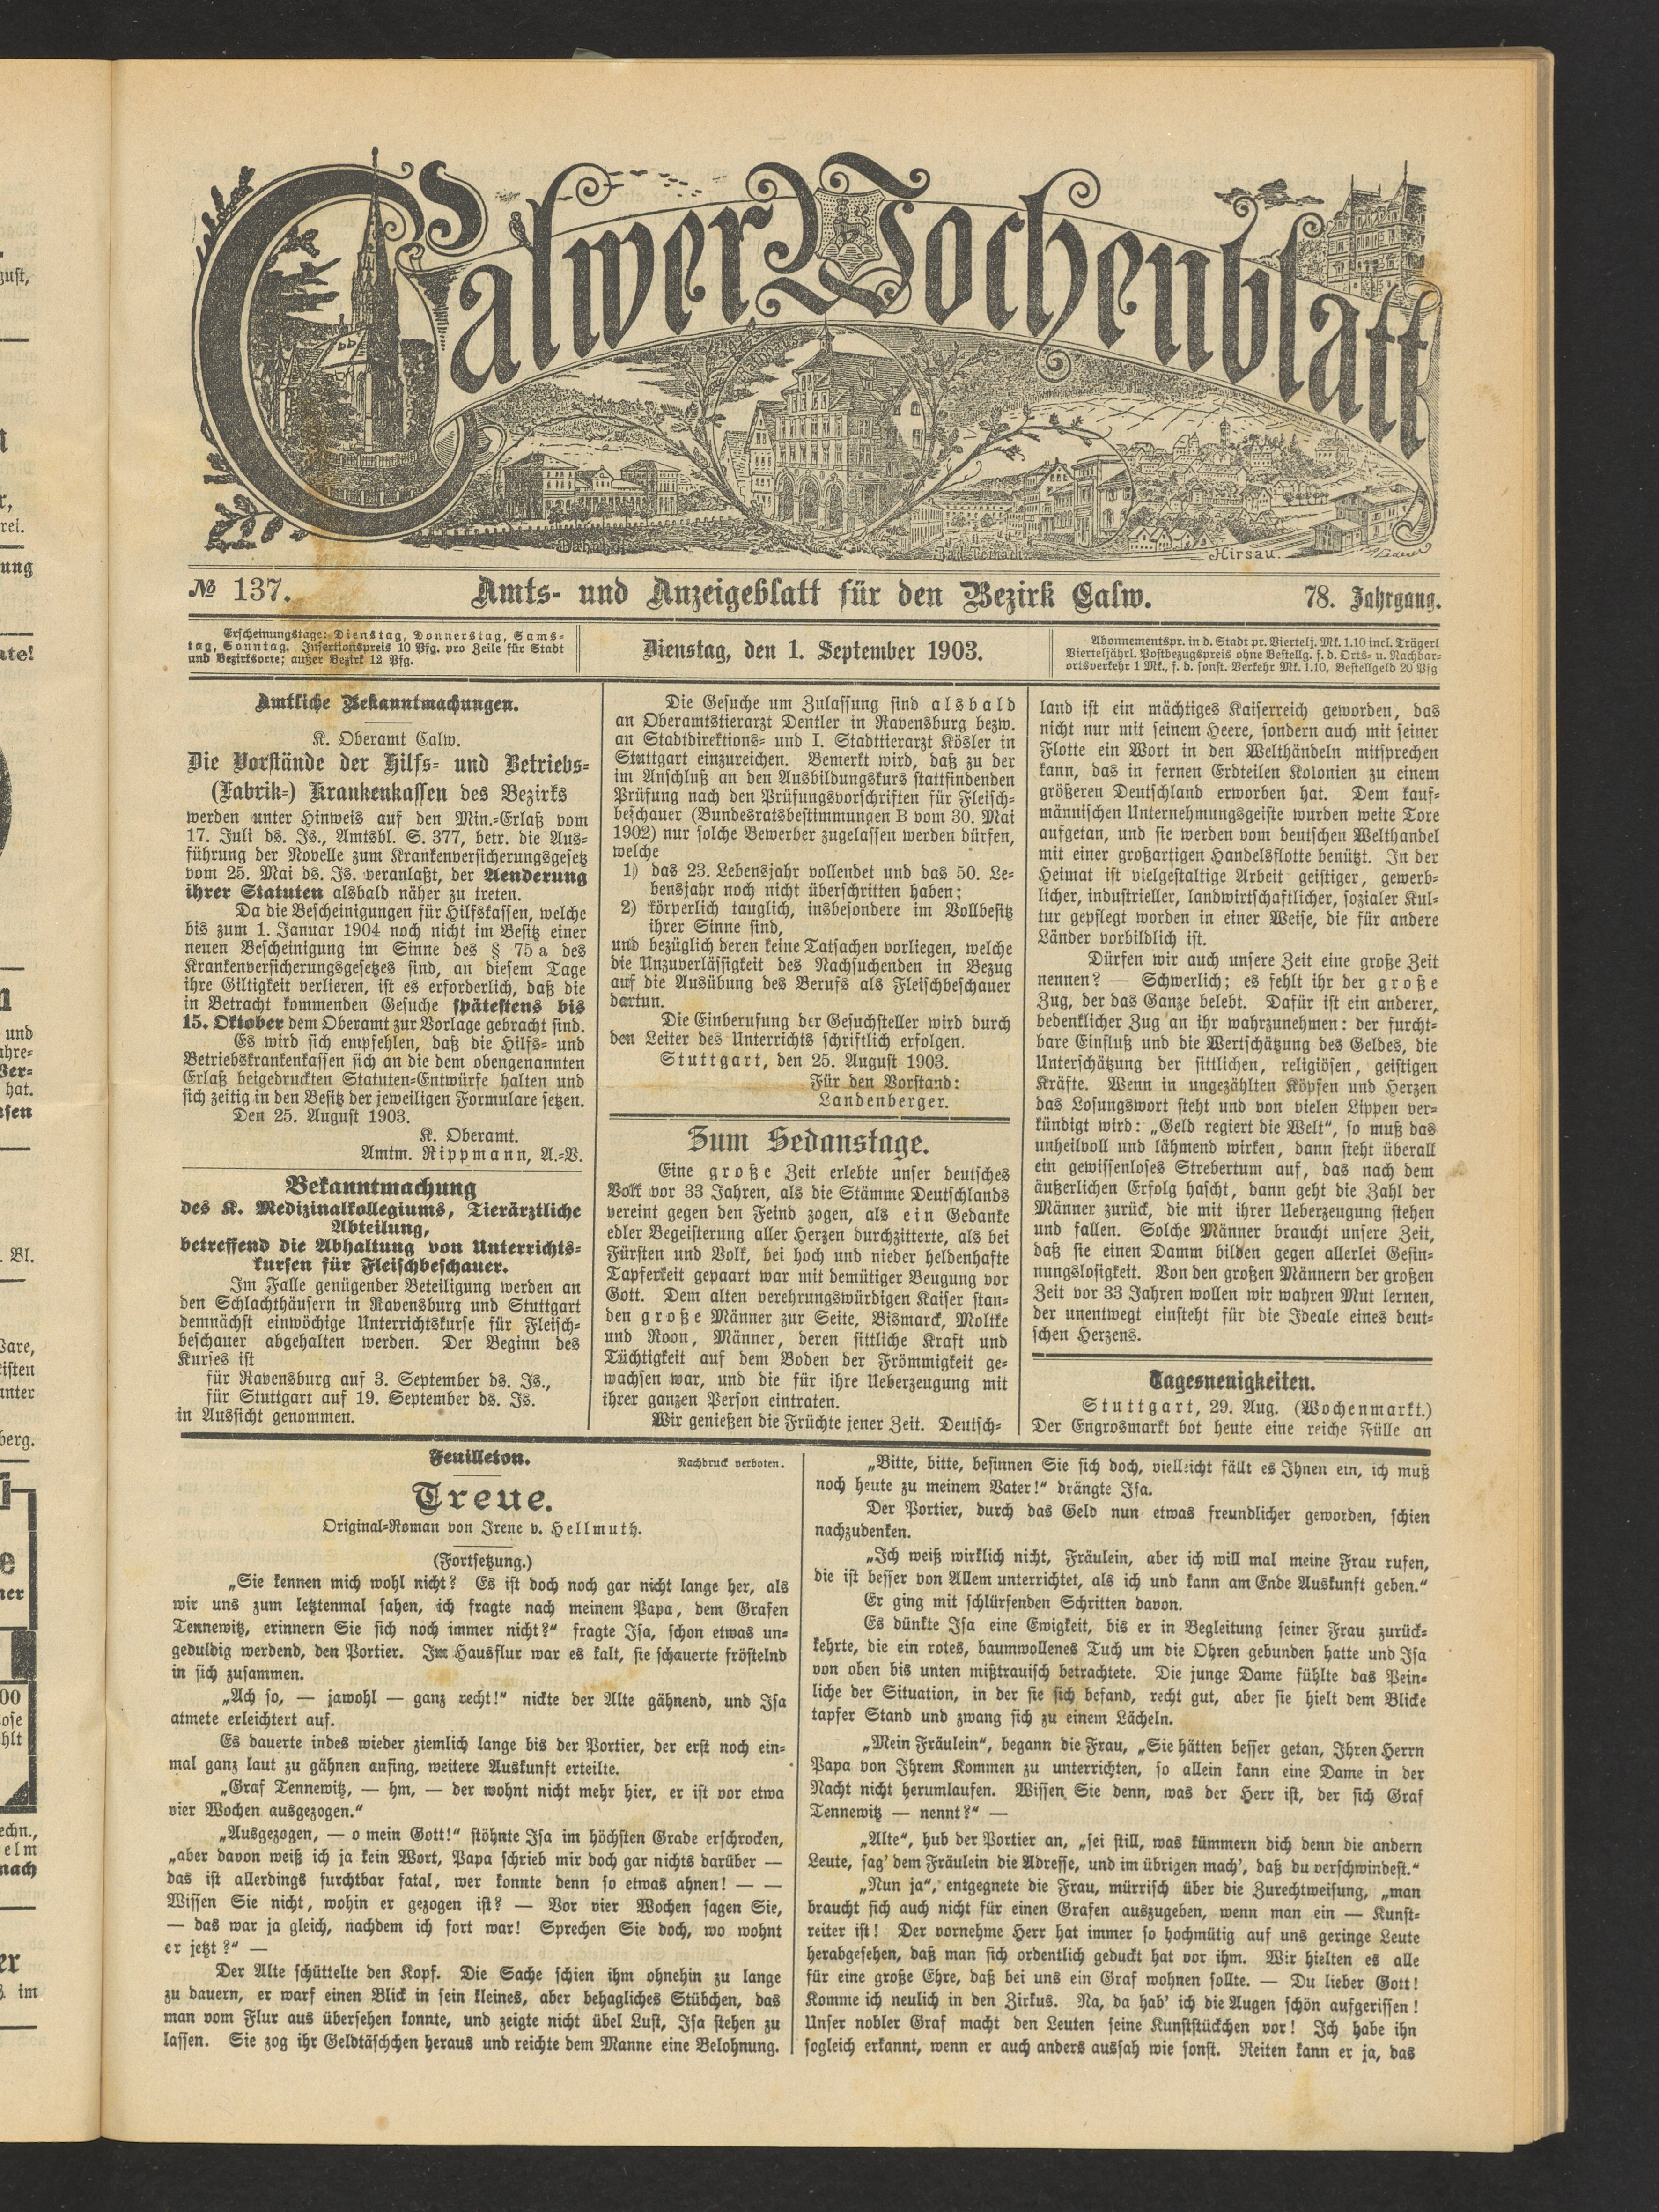 Calwer Wochenblatt
Bahnhof.
Bad Teinach.
Hirsau.
№ 137.
Amts- und Anzeigeblatt für den Bezirk Calw.
78. Jahrgang.
Erscheinungstage: Dienstag, Donnerstag, Sams-
tag, Sonntag. Insertionspreis 10 Pfg. pro Zeile für Stadt
und Bezirksorte; außer Bezirk 12 Pfg.
Dienstag, den 1. September 1903.
Abonnementspr. in d. Stadt pr. Viertelj. Mk. 1.10 incl. Trägerl
Vierteljährl. Postbezugspreis ohne Bestellg. f. d. Orts- u. Nachbar-
ortsverkehr 1 Mk., f. d. sonst. Verkehr Mk. 1.10, Bestellgeld 20 Pfg
Amtliche Bekanntmachungen.
K. Oberamt Calw.
Die Vorstände der Hilfs- und Betriebs-
(Fabrik-) Krankenkassen des Bezirks
werden unter Hinweis auf den Min.-Erlaß vom
17. Juli ds. Js., Amtsbl. S. 377, betr. die Aus-
führung der Novelle zum Krankenversicherungsgesetz
vom 25. Mai ds. Js. veranlaßt, der Aenderung
ihrer Statuten alsbald näher zu treten.
Da die Bescheinigungen für Hilfskassen, welche
bis zum 1. Januar 1904 noch nicht im Besitz einer
neuen Bescheinigung im Sinne des § 75 a des
Krankenversicherungsgesetzes sind, an diesem Tage
ihre Giltigkeit verlieren, ist es erforderlich, daß die
in Betracht kommenden Gesuche spätestens bis
15. Oktober dem Oberamt zur Vorlage gebracht sind.
Es wird sich empfehlen, daß die Hilfs- und
Betriebskrankenkassen sich an die dem obengenannten
Erlaß beigedruckten Statuten-Entwürfe halten und
sich zeitig in den Besitz der jeweiligen Formulare setzen.
Den 25. August 1903.
K. Oberamt.
Amtm. Rippmann, A.-V.
Bekanntmachung
des K. Medizinalkollegiums, Tierärztliche
Abteilung,
betreffend die Abhaltung von Unterrichts-
kursen für Fleischbeschauer.
Im Falle genügender Beteiligung werden an
den Schlachthäusern in Ravensburg und Stuttgart
demnächst einwöchige Unterrichtskurse für Fleisch-
beschauer abgehalten werden. Der Beginn des
Kurses ist
für Ravensburg auf 3. September ds. Js.,
für Stuttgart auf 19. September ds. Js.
in Aussicht genommen.
Die Gesuche um Zulassung sind alsbald
an Oberamtstierarzt Dentler in Ravensburg bezw.
an Stadtdirektions- und I. Stadttierarzt Kösler in
Stuttgart einzureichen. Bemerkt wird, daß zu der
im Anschluß an den Ausbildungskurs stattfindenden
Prüfung nach den Prüfungsvorschriften für Fleisch-
beschauer (Bundesratsbestimmungen B vom 30. Mai
1902) nur solche Bewerber zugelassen werden dürfen,
welche
1) das 23. Lebensjahr vollendet und das 50. Le-
bensjahr noch nicht überschritten haben;
2) körperlich tauglich, insbesondere im Vollbesitz
ihrer Sinne sind,
und bezüglich deren keine Tatsachen vorliegen, welche
die Unzuverlässigkeit des Nachsuchenden in Bezug
auf die Ausübung des Berufs als Fleischbeschauer
dartun.
Die Einberufung der Gesuchsteller wird durch
den Leiter des Unterrichts schriftlich erfolgen.
Stuttgart, den 25. August 1903.
Für den Vorstand:
Landenberger.
Zum Sedanstage.
Eine große Zeit erlebte unser deutsches
Volk vor 33 Jahren, als die Stämme Deutschlands
vereint gegen den Feind zogen, als ein Gedanke
edler Begeisterung aller Herzen durchzitterte, als bei
Fürsten und Volk, bei hoch und nieder heldenhafte
Tapferkeit gepaart war mit demütiger Beugung vor
Gott. Dem alten verehrungswürdigen Kaiser stan-
den große Männer zur Seite, Bismarck, Moltke
und Roon, Männer, deren sittliche Kraft und
Tüchtigkeit auf dem Boden der Frömmigkeit ge-
wachsen war, und die für ihre Ueberzeugung mit
ihrer ganzen Person eintraten.
Wir genießen die Früchte jener Zeit. Deutsch-
land ist ein mächtiges Kaiserreich geworden, das
nicht nur mit seinem Heere, sondern auch mit seiner
Flotte ein Wort in den Welthändeln mitsprechen
kann, das in fernen Erdteilen Kolonien zu einem
größeren Deutschland erworben hat. Dem kauf-
männischen Unternehmungsgeiste wurden weite Tore
aufgetan, und sie werden vom deutschen Welthandel
mit einer großartigen Handelsflotte benützt. In der
Heimat ist vielgestaltige Arbeit geistiger, gewerb-
licher, industrieller, landwirtschaftlicher, sozialer Kul-
tur gepflegt worden in einer Weise, die für andere
Länder vorbildlich ist.
Dürfen wir auch unsere Zeit eine große Zeit
nennen? — Schwerlich; es fehlt ihr der große
Zug, der das Ganze belebt. Dafür ist ein anderer,
bedenklicher Zug an ihr wahrzunehmen: der furcht-
bare Einfluß und die Wertschätzung des Geldes, die
Unterschätzung der sittlichen, religiösen, geistigen
Kräfte. Wenn in ungezählten Köpfen und Herzen
das Losungswort steht und von vielen Lippen ver-
kündigt wird: „Geld regiert die Welt“, so muß das
unheilvoll und lähmend wirken, dann steht überall
ein gewissenloses Strebertum auf, das nach dem
äußerlichen Erfolg hascht, dann geht die Zahl der
Männer zurück, die mit ihrer Ueberzeugung stehen
und fallen. Solche Männer braucht unsere Zeit,
daß sie einen Damm bilden gegen allerlei Gesin-
nungslosigkeit. Von den großen Männern der großen
Zeit vor 33 Jahren wollen wir wahren Mut lernen,
der unentwegt einsteht für die Ideale eines deut-
schen Herzens.
Tagesneuigkeiten.
Stuttgart, 29. Aug. (Wochenmarkt.)
Der Engrosmarkt bot heute eine reiche Fülle an
Feuilleton.
Nachdruck verboten.
Treue.
Original-Roman von Irene v. Hellmuth.
(Fortsetzung.)
„Sie kennen mich wohl nicht? Es ist doch noch gar nicht lange her, als
wir uns zum letztenmal sahen, ich fragte nach meinem Papa, dem Grafen
Tennewitz, erinnern Sie sich noch immer nicht?“ fragte Isa, schon etwas un-
geduldig werdend, den Portier. Im Hausflur war es kalt, sie schauerte fröstelnd
in sich zusammen.
„Ach so, — jawohl — ganz recht!“ nickte der Alte gähnend, und Isa
atmete erleichtert auf.
Es dauerte indes wieder ziemlich lange bis der Portier, der erst noch ein-
mal ganz laut zu gähnen anfing, weitere Auskunft erteilte.
„Graf Tennewitz, — hm, — der wohnt nicht mehr hier, er ist vor etwa
vier Wochen ausgezogen.“
„Ausgezogen, — o mein Gott!“ stöhnte Isa im höchsten Grade erschrocken,
„aber davon weiß ich ja kein Wort, Papa schrieb mir doch gar nichts darüber —
das ist allerdings furchtbar fatal, wer konnte denn so etwas ahnen! — —
Wissen Sie nicht, wohin er gezogen ist? — Vor vier Wochen sagen Sie,
— das war ja gleich, nachdem ich fort war! Sprechen Sie doch, wo wohnt
er jetzt?“ —
Der Alte schüttelte den Kopf. Die Sache schien ihm ohnehin zu lange
zu dauern, er warf einen Blick in sein kleines, aber behagliches Stübchen, das
man vom Flur aus übersehen konnte, und zeigte nicht übel Lust, Isa stehen zu
lassen. Sie zog ihr Geldtäschchen heraus und reichte dem Manne eine Belohnung.
„Bitte, bitte, besinnen Sie sich doch, vielleicht fällt es Ihnen ein, ich muß
noch heute zu meinem Vater!“ drängte Isa.
Der Portier, durch das Geld nun etwas freundlicher geworden, schien
nachzudenken.
„Ich weiß wirklich nicht, Fräulein, aber ich will mal meine Frau rufen,
die ist besser von Allem unterrichtet, als ich und kann am Ende Auskunft geben.“
Er ging mit schlürfenden Schritten davon.
Es dünkte Isa eine Ewigkeit, bis er in Begleitung seiner Frau zurück-
kehrte, die ein rotes, baumwollenes Tuch um die Ohren gebunden hatte und Isa
von oben bis unten mißtrauisch betrachtete. Die junge Dame fühlte das Pein-
liche der Situation, in der sie sich befand, recht gut, aber sie hielt dem Blicke
tapfer Stand und zwang sich zu einem Lächeln.
„Mein Fräulein“, begann die Frau, „Sie hätten besser getan, Ihren Herrn
Papa von Ihrem Kommen zu unterrichten, so allein kann eine Dame in der
Nacht nicht herumlaufen. Wissen Sie denn, was der Herr ist, der sich Graf
Tennewitz — nennt?“ —
„Alte“, hub der Portier an, „sei still, was kümmern dich denn die andern
Leute, sag' dem Fräulein die Adresse, und im übrigen mach', daß du verschwindest.“
„Nun ja“, entgegnete die Frau, mürrisch über die Zurechtweisung, „man
braucht sich auch nicht für einen Grafen auszugeben, wenn man ein — Kunst-
reiter ist! Der vornehme Herr hat immer so hochmütig auf uns geringe Leute
herabgesehen, daß man sich ordentlich geduckt hat vor ihm. Wir hielten es alle
für eine große Ehre, daß bei uns ein Graf wohnen sollte. — Du lieber Gott!
Komme ich neulich in den Zirkus. Na, da hab' ich die Augen schön aufgerissen!
Unser nobler Graf macht den Leuten seine Kunststückchen vor! Ich habe ihn
sogleich erkannt, wenn er auch anders aussah wie sonst. Reiten kann er ja, das